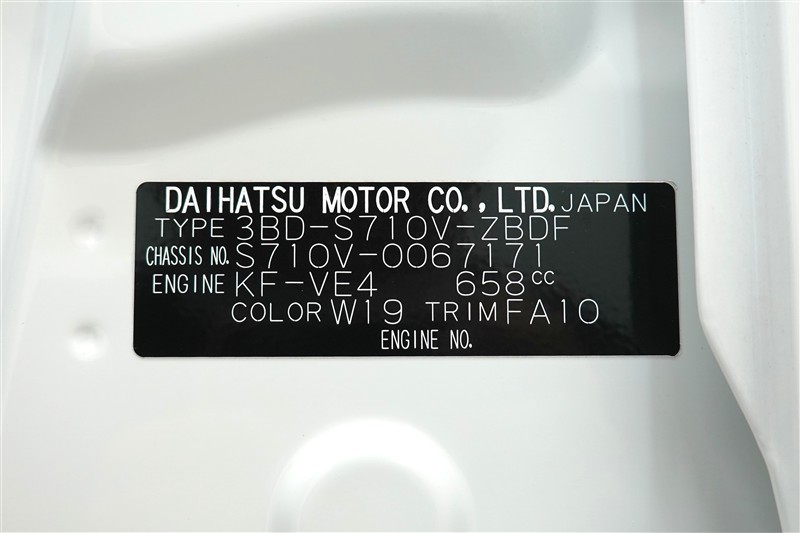 DAIHATSU MOTOR CO., LTD. JAPAN
TYPE 3BD-S710V-ZBDF
CHASSIS NO. S710V-0067171
ENGINE KF-VE4 658cc
COLOR W19 TRIM FA10
ENGINE NO.